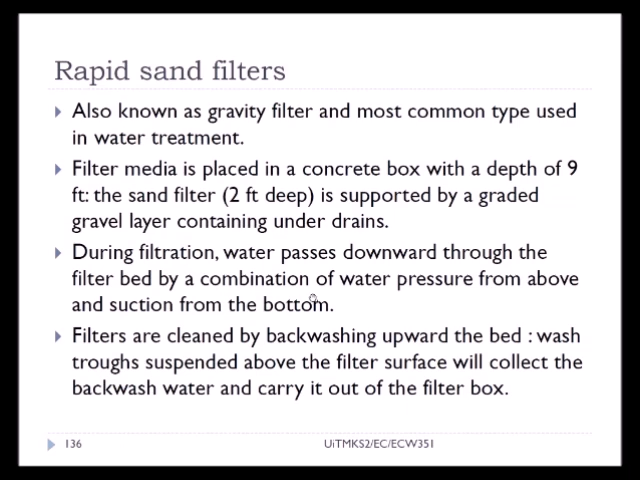 Rapid sand filters
Also known as gravity filter and most common type used
in water treatment.
Filter media is placed in a concrete box with a depth of 9
ft: the sand filter (2 ft deep) is supported by a graded
gravel layer containing under drains.
During filtration, water passes downward through the
filter bed by a combination of water pressure from above
and suction from the bottom.
Filters are cleaned by backwashing upward the bed : wash
troughs suspended above the filter surface will collect the
backwash water and carry it out of the filter box.
136
UiTMKS2/EC/ECW351